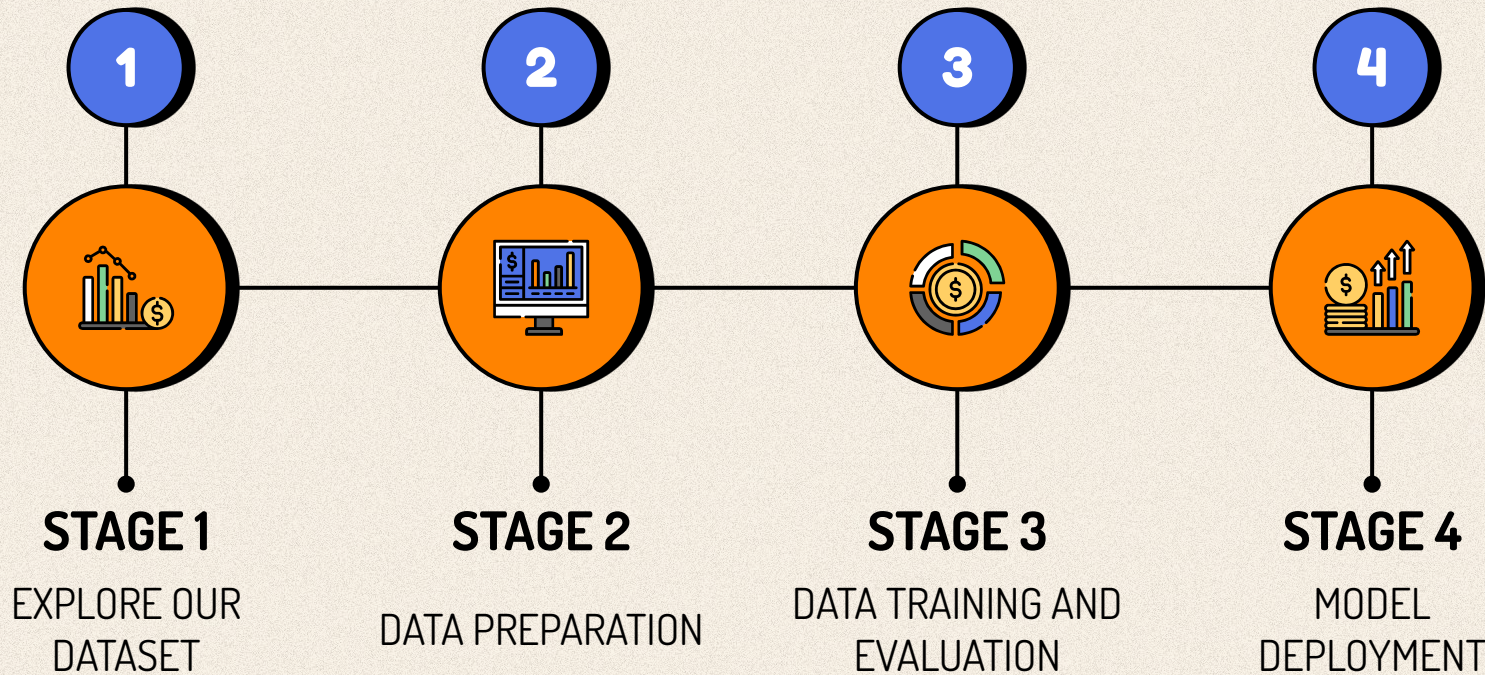 1
2
3
4
$
$
$
$
STAGE 1
STAGE 2
STAGE 3
STAGE 4
EXPLORE OUR
DATASET
DATA PREPARATION
DATA TRAINING AND
EVALUATION
MODEL
DEPLOYMENT